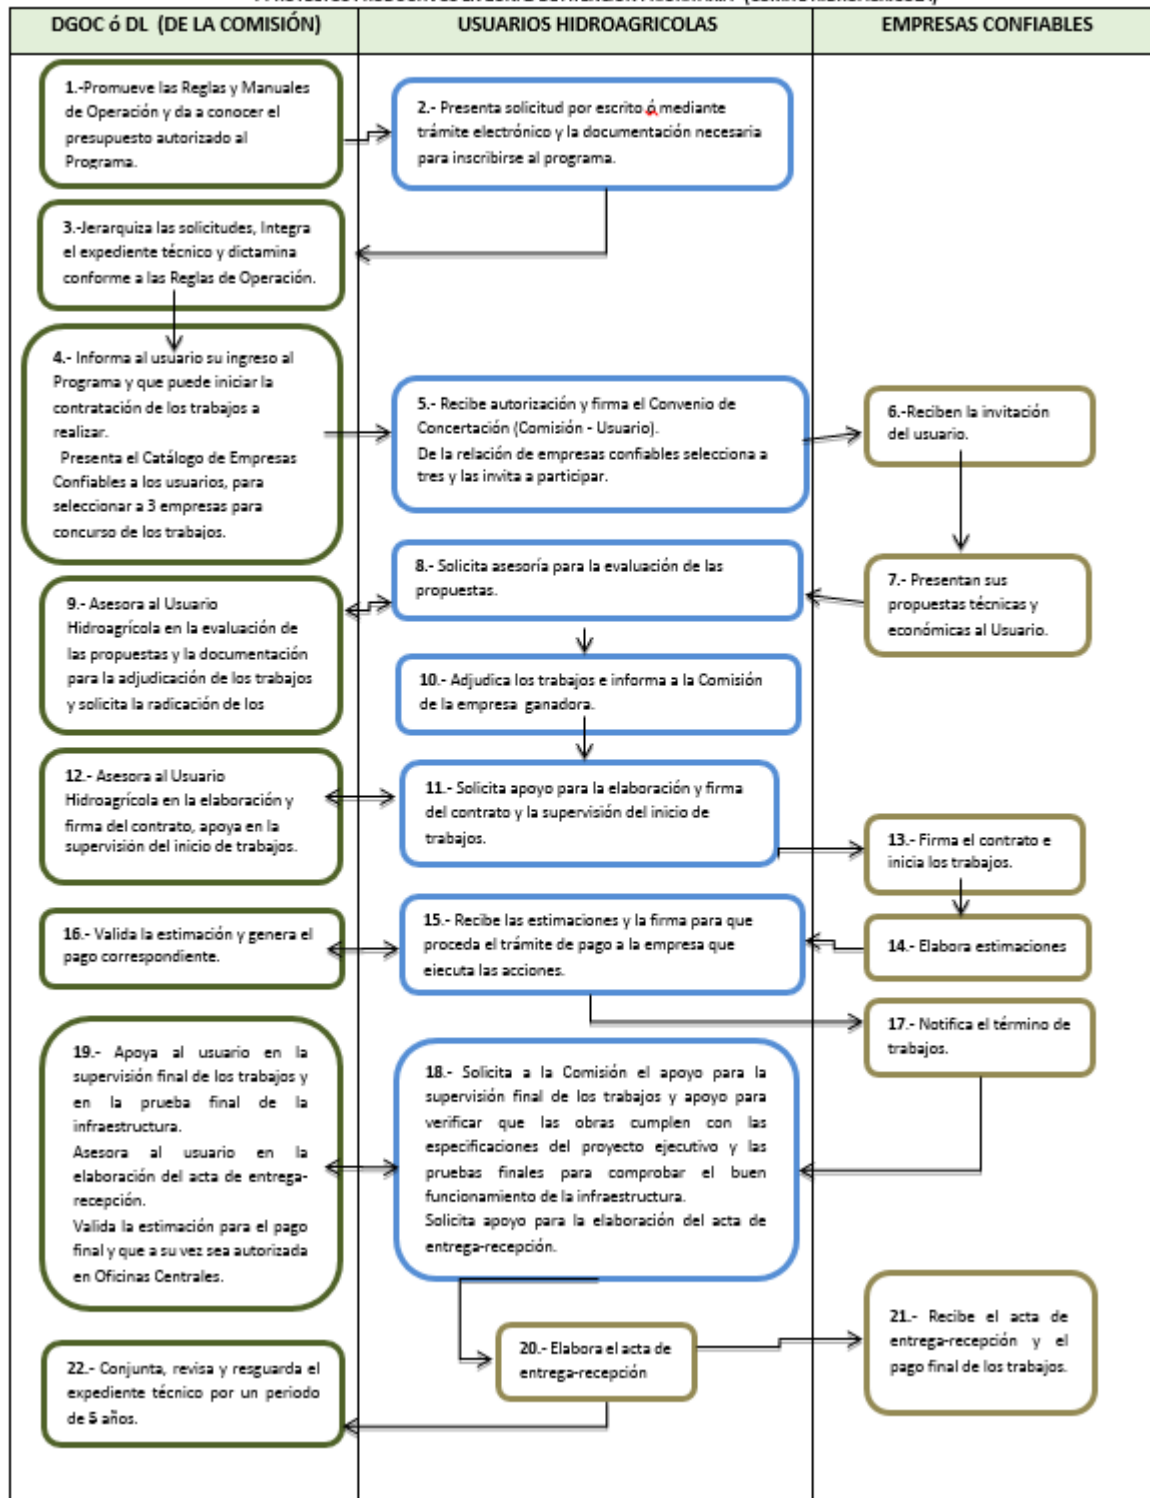 DGOC ó DL (DE LA COMISIÓN)
USUARIOS HIDROAGRICOLAS
EMPRESAS CONFIABLES
1.-Promueve las Reglas y Manuales
de Operación y da a conocer el
presupuesto autorizado al
Programa.
2.- Presenta solicitud por escrito ó mediante
trámite electrónico y la documentación necesaria
para inscribirse al programa.
3.-Jerarquiza las solicitudes, Integra
el expediente técnico y dictamina
conforme a las Reglas de Operación.
4.- Informa al usuario su ingreso al
Programa y que puede iniciar la
contratación de los trabajos a
realizar.
Presenta el Catálogo de Empresas
Confiables a los usuarios, para
seleccionar a 3 empresas para
concurso de los trabajos.
5.- Recibe autorización y firma el Convenio de
Concertación (Comisión - Usuario).
De la relación de empresas confiables selecciona a
tres y las invita a participar.
6.-Reciben la invitación
del usuario.
7.- Presentan sus
propuestas técnicas y
económicas al Usuario.
8.- Solicita asesoría para la evaluación de las
propuestas.
9.- Asesora al Usuario
Hidroagrícola en la evaluación de
las propuestas y la documentación
para la adjudicación de los trabajos
y solicita la radicación de los
10.- Adjudica los trabajos e informa a la Comisión
de la empresa ganadora.
12.- Asesora al Usuario
Hidroagrícola en la elaboración y
firma del contrato, apoya en la
supervisión del inicio de trabajos.
11.- Solicita apoyo para la elaboración y firma
del contrato y la supervisión del inicio de
trabajos.
13.- Firma el contrato e
inicia los trabajos.
16.- Valida la estimación y genera el
pago correspondiente.
15.- Recibe las estimaciones y la firma para que
proceda el trámite de pago a la empresa que
ejecuta las acciones.
14.- Elabora estimaciones
17.- Notifica el término de
trabajos.
19.- Apoya al usuario en la
supervisión final de los trabajos y
en la prueba final de la
infraestructura.
Asesora al usuario en la
elaboración del acta de entrega-
recepción.
Valida la estimación para el pago
final y que a su vez sea autorizada
en Oficinas Centrales.
18.- Solicita a la Comisión el apoyo para la
supervisión final de los trabajos y apoyo para
verificar que las obras cumplen con las
especificaciones del proyecto ejecutivo y las
pruebas finales para comprobar el buen
funcionamiento de la infraestructura.
Solicita apoyo para la elaboración del acta de
entrega-recepción.
20.- Elabora el acta de
entrega-recepción
21.- Recibe el acta de
entrega-recepción y el
pago final de los trabajos.
22.- Conjunta, revisa y resguarda el
expediente técnico por un periodo
de 5 años.